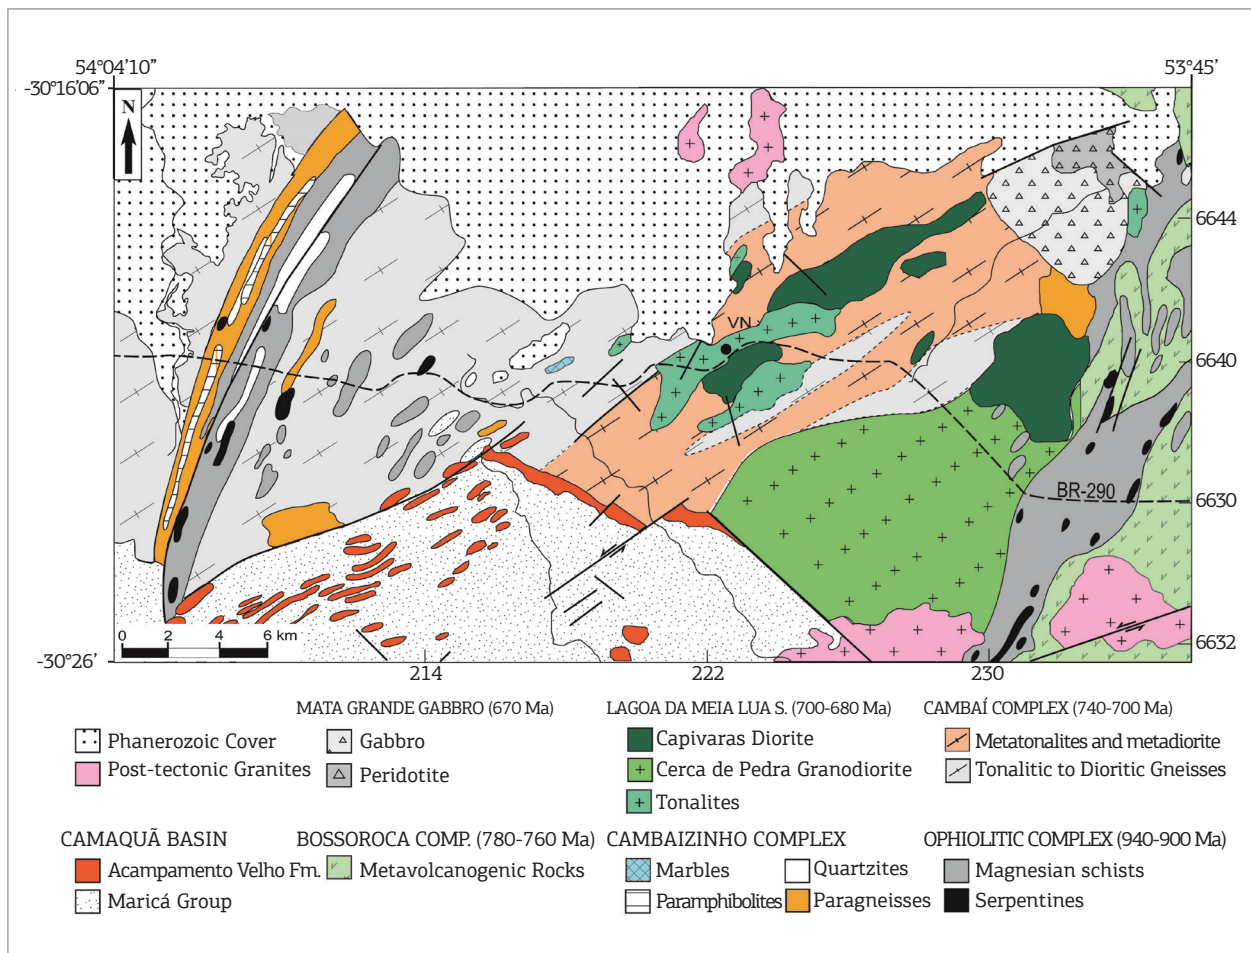 54°04'10” 53°45'
-30°16'06”
N
6644
VN
6640
BR-290
6630
0 2 4 6 km
6632
-30°26'
214 222 230
MATA GRANDE GABBRO (670 Ma) LAGOA DA MEIA LUA S. (700-680 Ma) CAMBAÍ COMPLEX (740-700 Ma)
Phanerozoic Cover Gabbro Capivaras Diorite Metatonalites and metadiorite
Post-tectonic Granites Peridotite Cerca de Pedra Granodiorite Tonalitic to Dioritic Gneisses
Tonalites
CAMAQUÃ BASIN BOSSOROCA COMP. (780-760 Ma) CAMBAIZINHO COMPLEX OPHIOLITIC COMPLEX (940-900 Ma)
Acampamento Velho Fm. Metavolcanogenic Rocks Marbles Quartzites Magnesian schists
Maricá Group Paramphibolites Paragneisses Serpentines